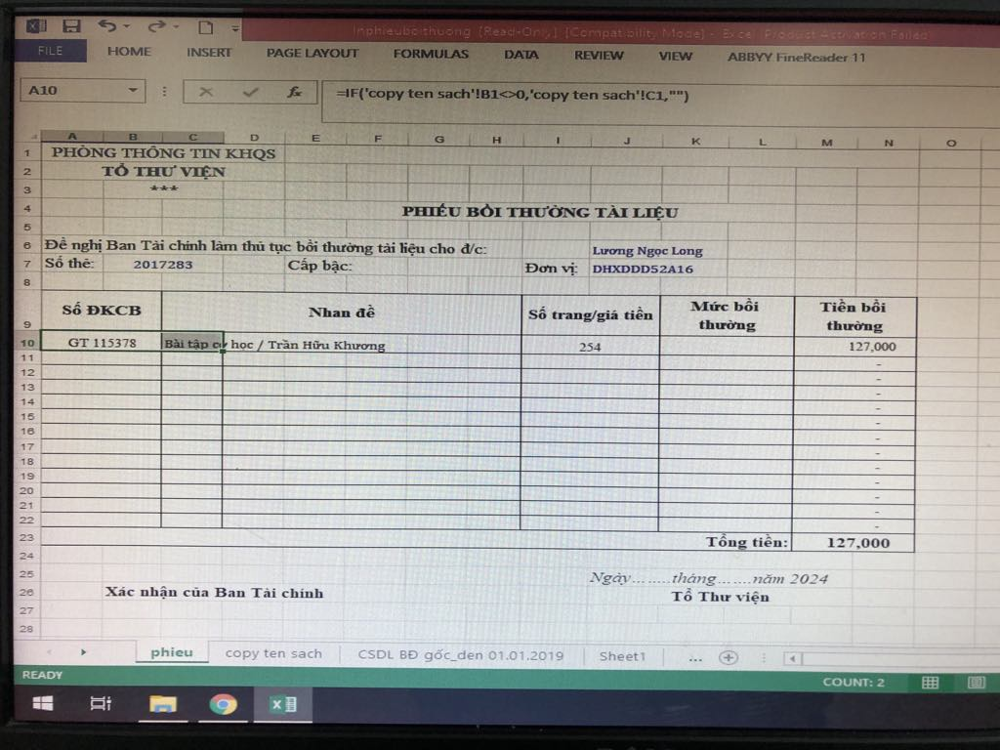 Inphieuboithuong [Read-Only] [Compatibility Mode] - Excel (Product Activation Failed
FILE HOME INSERT PAGE LAYOUT FORMULAS DATA REVIEW VIEW ABBYY FineReader 11
A10 fx =IF('copy ten sach'!B1<>0,'copy ten sach'!C1,"")
A B C D E F G H I J K L M N O
1 PHÒNG THÔNG TIN KHQS
2 TỔ THƯ VIỆN
3 ***
4 PHIẾU BỒI THƯỜNG TÀI LIỆU
5
6 Đề nghị Ban Tài chinh làm thủ tục bồi thường tài liệu cho đ/c: Lương Ngọc Long
7 Số thẻ: 2017283 Cấp bậc: Đơn vị: DHXDDD52A16
8
9 Số ĐKCB Nhan đề Số trang/giá tiền Mức bồi thường Tiền bồi thường
10 GT 115378 Bài tập cơ học / Trần Hữu Khương 254 127,000
11 -
12 -
13 -
14 -
15 -
16 -
17 -
18 -
19 -
20 -
21 -
22 -
23 Tổng tiền: 127,000
24
25 Ngày........tháng.......năm 2024
26 Xác nhận của Ban Tài chính Tổ Thư viện
27
28
phieu copy ten sach CSDL BĐ gốc_den 01.01.2019 Sheet1 ...
READY COUNT: 2